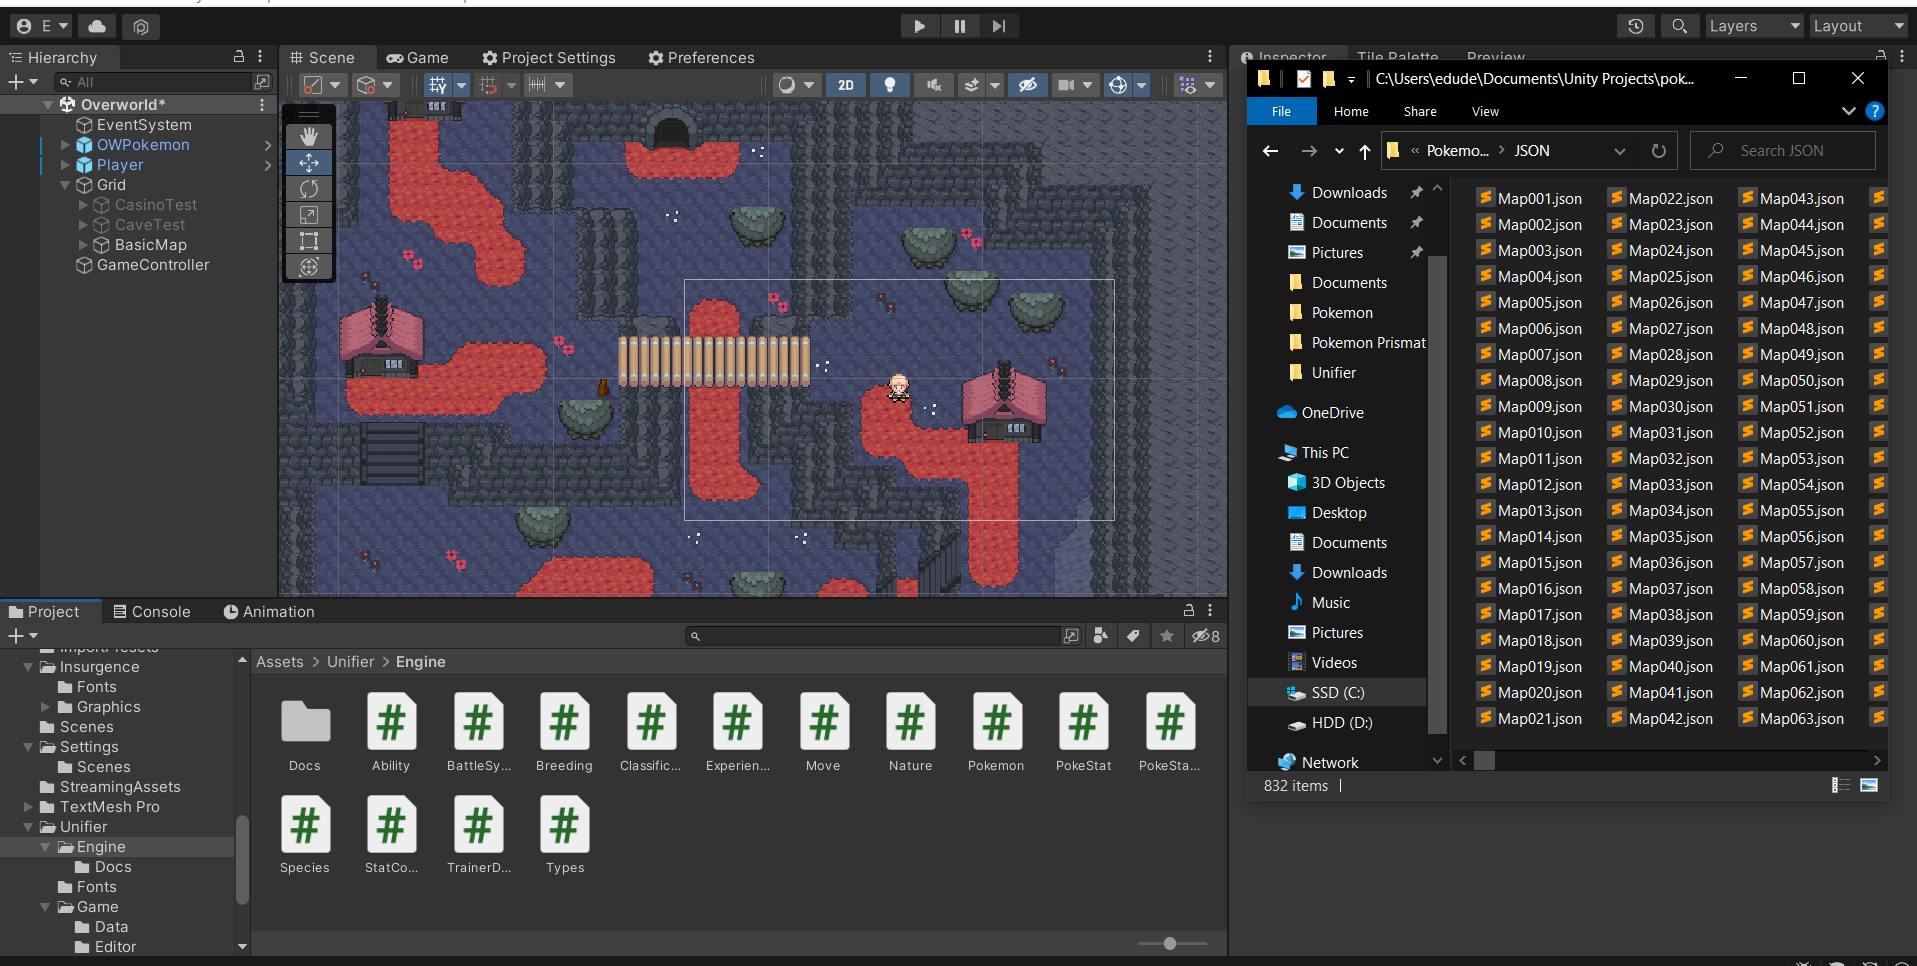 E
Layers
Layout
Hierarchy
Scene
Game
Project Settings
Preferences
Inspector
Tile Palette
Preview
All
2D
Overworld*
EventSystem
OWPokemon
Player
Grid
CasinoTest
CaveTest
BasicMap
GameController
C:\Users\edude\Documents\Unity Projects\pok...
File
Home
Share
View
« Pokemo... > JSON
Search JSON
Downloads
Documents
Pictures
Documents
Pokemon
Pokemon Prismat
Unifier
OneDrive
This PC
3D Objects
Desktop
Documents
Downloads
Music
Pictures
Videos
SSD (C:)
HDD (D:)
Network
Map001.json Map022.json Map043.json
Map002.json Map023.json Map044.json
Map003.json Map024.json Map045.json
Map004.json Map025.json Map046.json
Map005.json Map026.json Map047.json
Map006.json Map027.json Map048.json
Map007.json Map028.json Map049.json
Map008.json Map029.json Map050.json
Map009.json Map030.json Map051.json
Map010.json Map031.json Map052.json
Map011.json Map032.json Map053.json
Map012.json Map033.json Map054.json
Map013.json Map034.json Map055.json
Map014.json Map035.json Map056.json
Map015.json Map036.json Map057.json
Map016.json Map037.json Map058.json
Map017.json Map038.json Map059.json
Map018.json Map039.json Map060.json
Map019.json Map040.json Map061.json
Map020.json Map041.json Map062.json
Map021.json Map042.json Map063.json
832 items
Project
Console
Animation
8
ImportPresets
Insurgence
Fonts
Graphics
Scenes
Settings
Scenes
StreamingAssets
TextMesh Pro
Unifier
Engine
Docs
Fonts
Game
Data
Editor
Assets > Unifier > Engine
Docs
Ability
BattleSy...
Breeding
Classific...
Experien...
Move
Nature
Pokemon
PokeStat
PokeSta...
Species
StatCo...
TrainerD...
Types